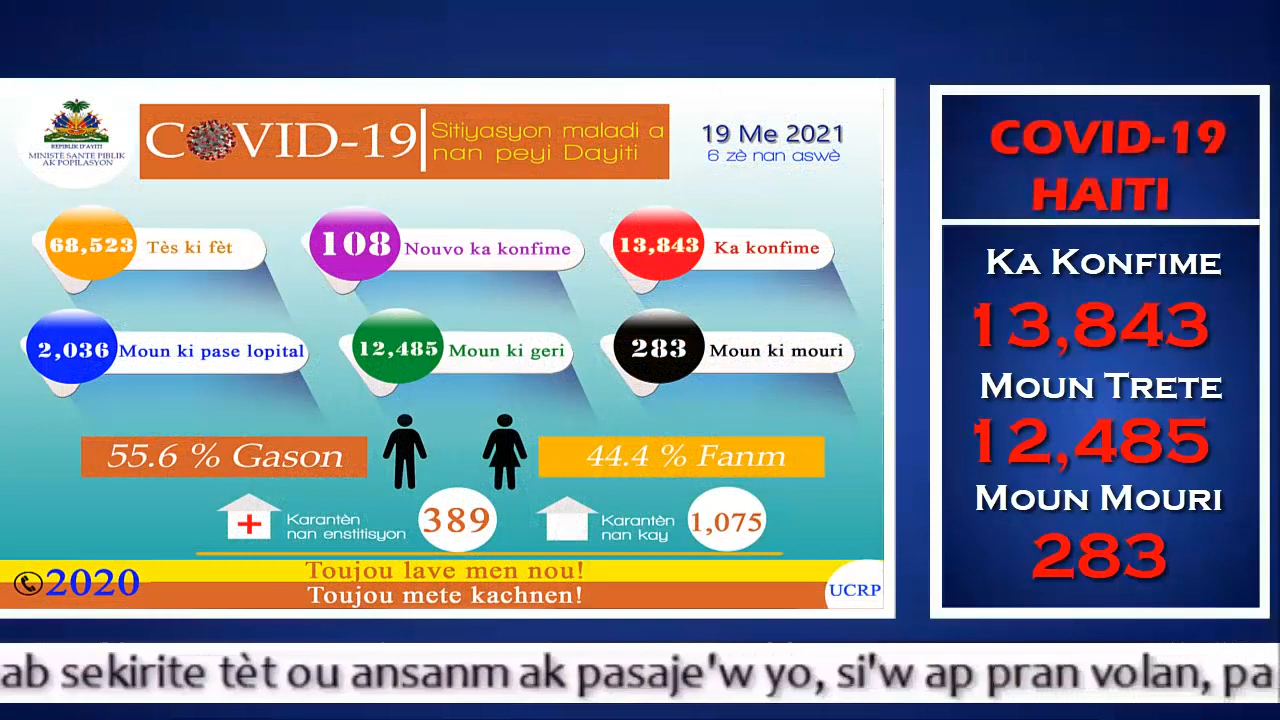 REPIBLIK D'AYITI
MINISTÈ SANTE PIBLIK
AK POPILASYON
COVID-19
Sitiyasyon maladi a
nan peyi Dayiti
19 Me 2021
6 zè nan aswè
68,523 Tès ki fèt
108 Nouvo ka konfime
13,843 Ka konfime
2,036 Moun ki pase lopital
12,485 Moun ki geri
283 Moun ki mouri
55.6 % Gason
44.4 % Fanm
Karantèn
nan enstitisyon
389
Karantèn
nan kay
1,075
2020
Toujou lave men nou!
Toujou mete kachnen!
UCRP
COVID-19
HAITI
Ka Konfime
13,843
Moun Trete
12,485
Moun Mouri
283
ab sekirite tèt ou ansanm ak pasaje'w yo, si'w ap pran volan, pa